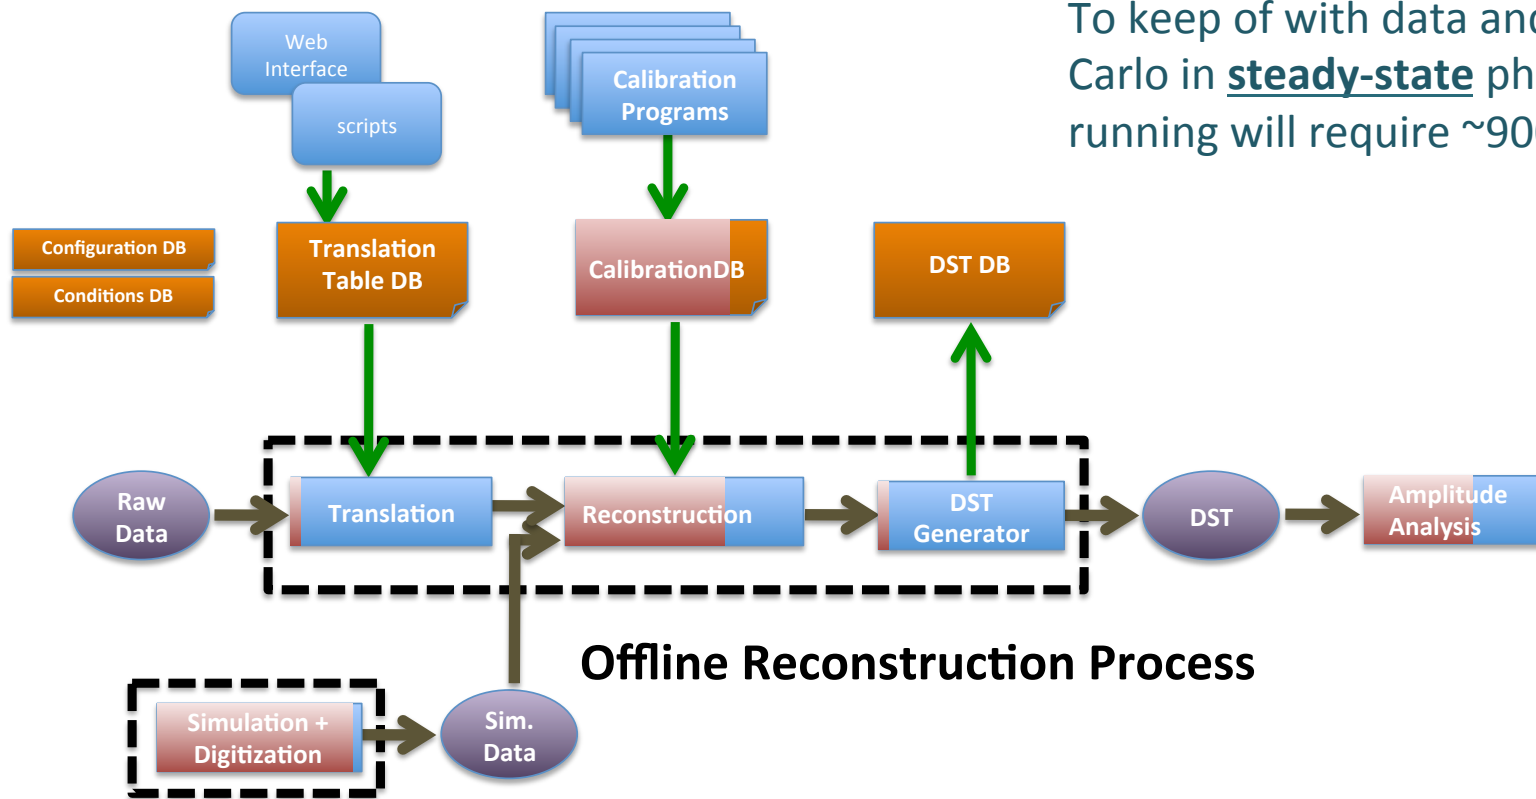 To keep of with data and
Carlo in steady-state ph
running will require ~90
Web
Interface
scripts
Calibration
Programs
Configuration DB
Conditions DB
Translation
Table DB
CalibrationDB
DST DB
Raw
Data
Translation
Reconstruction
DST
Generator
DST
Amplitude
Analysis
Offline Reconstruction Process
Simulation +
Digitization
Sim.
Data